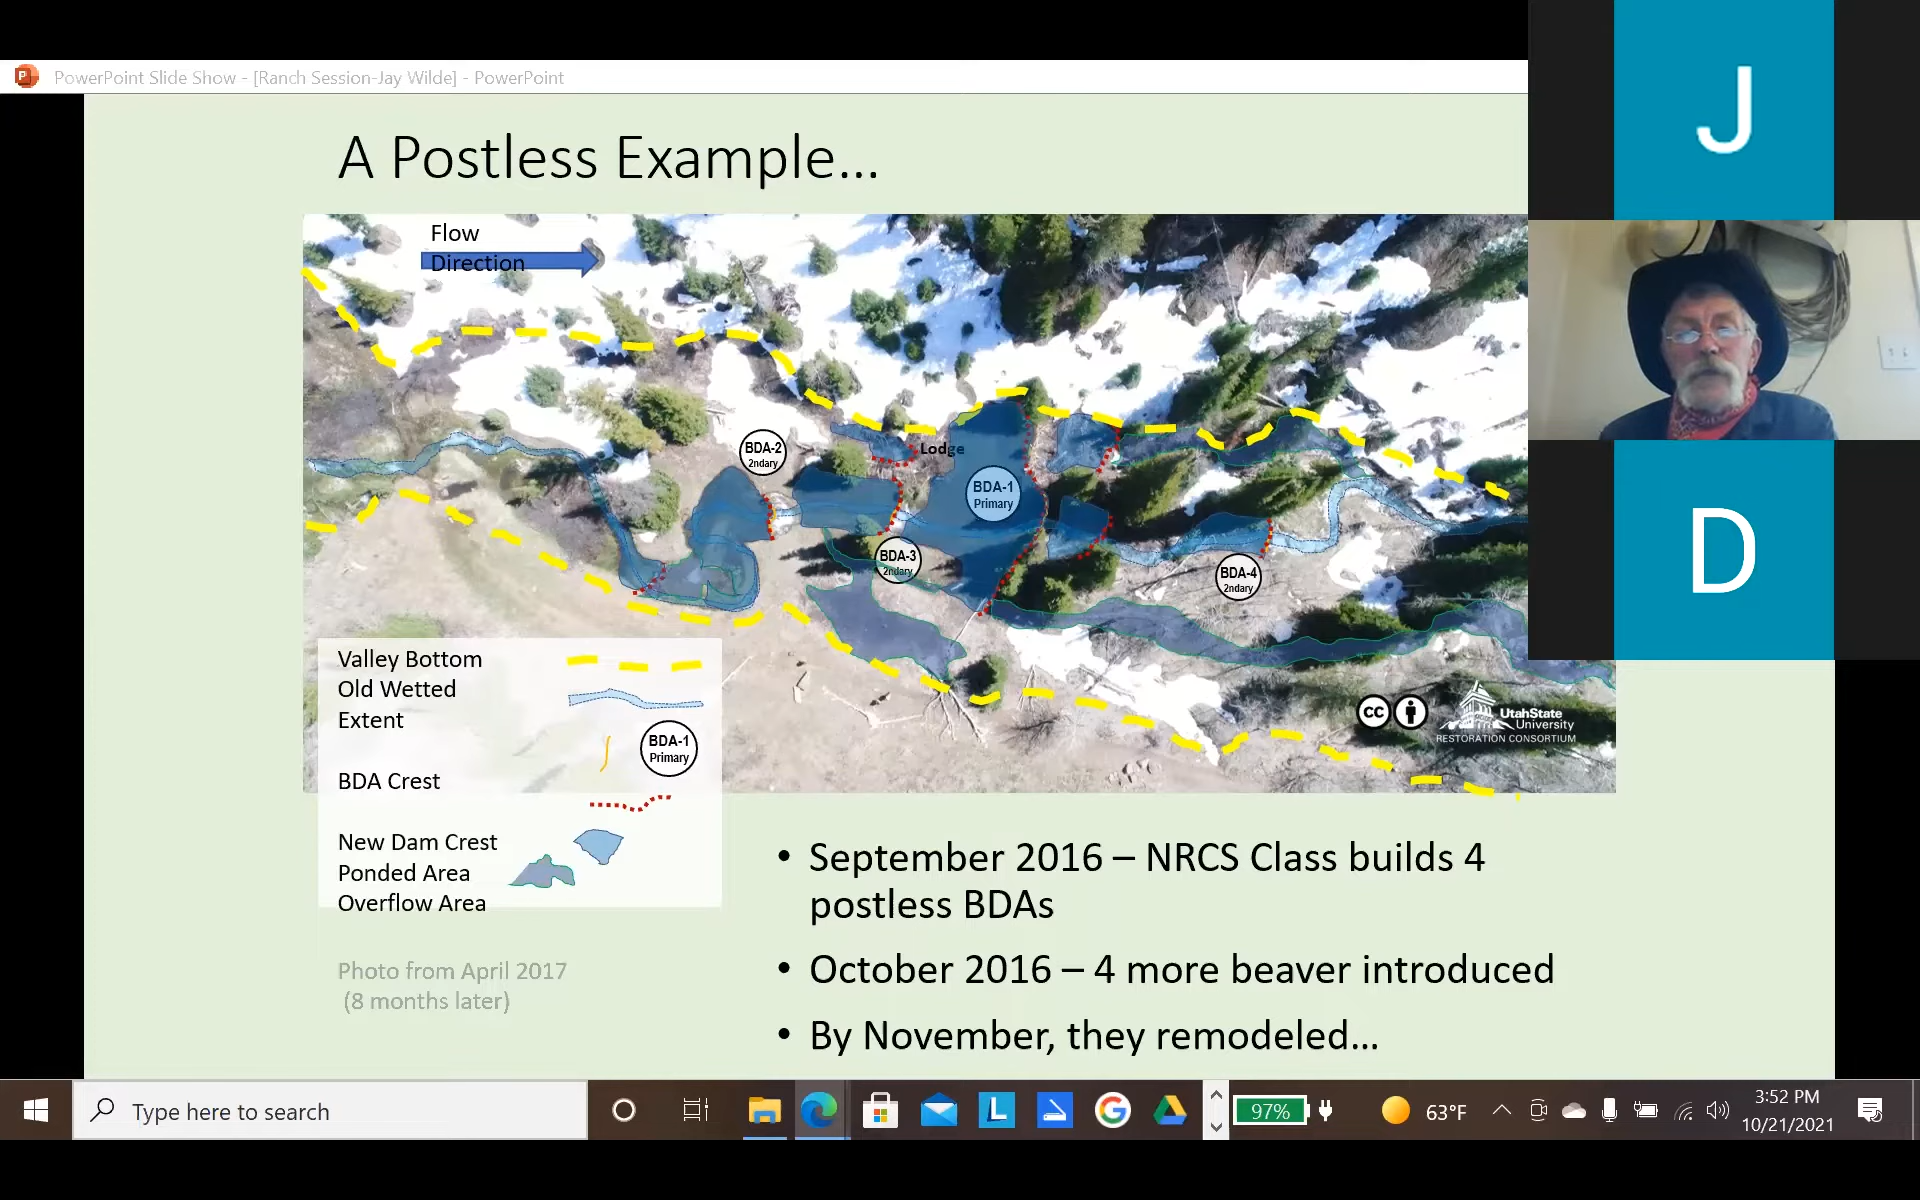 PowerPoint Slide Show - [Ranch Session-Jay Wilde] - PowerPoint
J
A Postless Example...
Flow
Direction
BDA-2
2ndary
Lodge
BDA-1
Primary
BDA-3
2ndary
BDA-4
2ndary
D
Valley Bottom
Old Wetted
Extent
BDA-1
Primary
BDA Crest
New Dam Crest
Ponded Area
Overflow Area
cc
UtahState
University
RESTORATION CONSORTIUM
Photo from April 2017
(8 months later)
• September 2016 – NRCS Class builds 4
postless BDAs
• October 2016 – 4 more beaver introduced
• By November, they remodeled...
Type here to search
L
G
97%
63°F
3:52 PM
10/21/2021